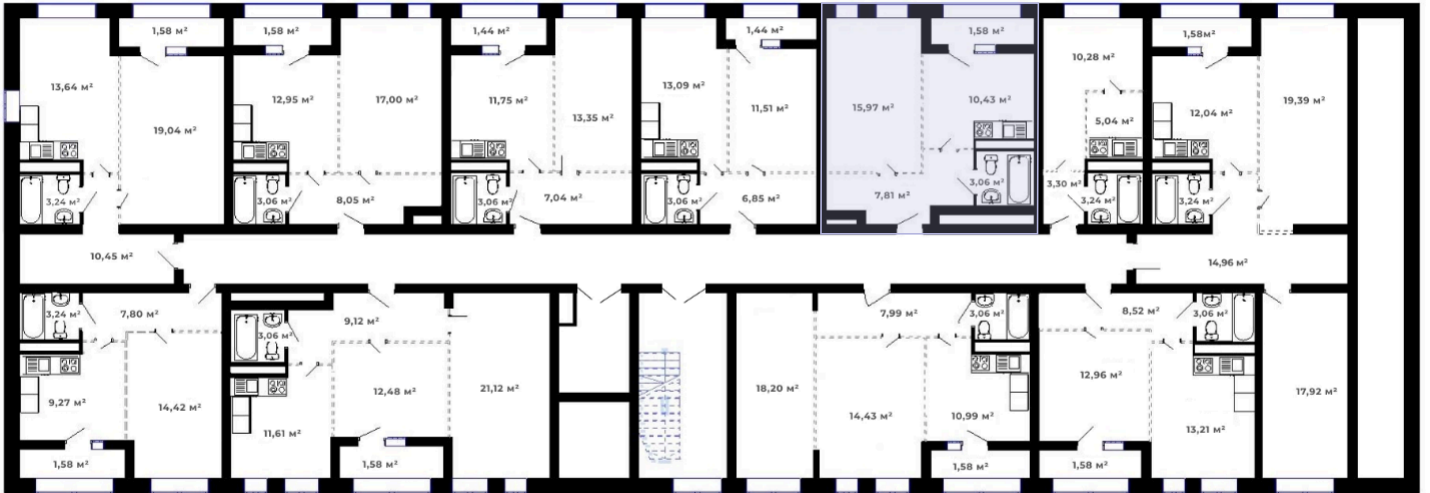 1,58 м²
1,58 м²
1,44 м²
1,44 м²
1,58 м²
1,58м²
13,64 м²
19,04 м²
12,95 м²
17,00 м²
11,75 м²
13,35 м²
13,09 м²
11,51 м²
15,97 м²
10,43 м²
10,28 м²
5,04 м²
12,04 м²
19,39 м²
3,24 м²
3,06 м²
8,05 м²
3,06 м²
7,04 м²
3,06 м²
6,85 м²
7,81 м²
3,06 м²
3,30 м²
3,24 м²
3,24 м²
10,45 м²
14,96 м²
3,24 м²
7,80 м²
3,06 м²
9,12 м²
7,99 м²
3,06 м²
8,52 м²
3,06 м²
9,27 м²
14,42 м²
11,61 м²
12,48 м²
21,12 м²
18,20 м²
14,43 м²
10,99 м²
12,96 м²
13,21 м²
17,92 м²
1,58 м²
1,58 м²
1,58 м²
1,58 м²